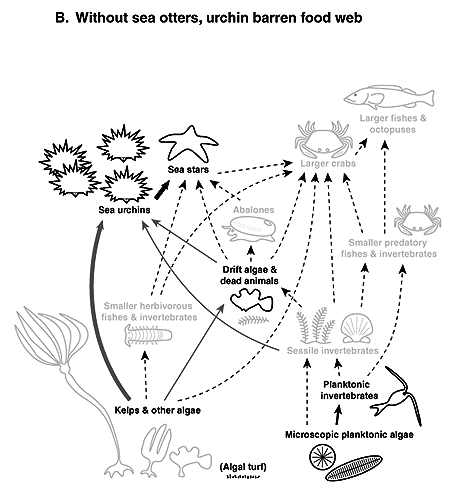 B. Without sea otters, urchin barren food web
Larger fishes &
octopuses
Larger crabs
Sea stars
Sea urchins
Abalones
Smaller predatory
fishes & invertebrates
Drift algae &
dead animals
Smaller herbivorous
fishes & invertebrates
Sessile invertebrates
Planktonic
invertebrates
Kelps & other algae
Microscopic planktonic algae
(Algal turf)